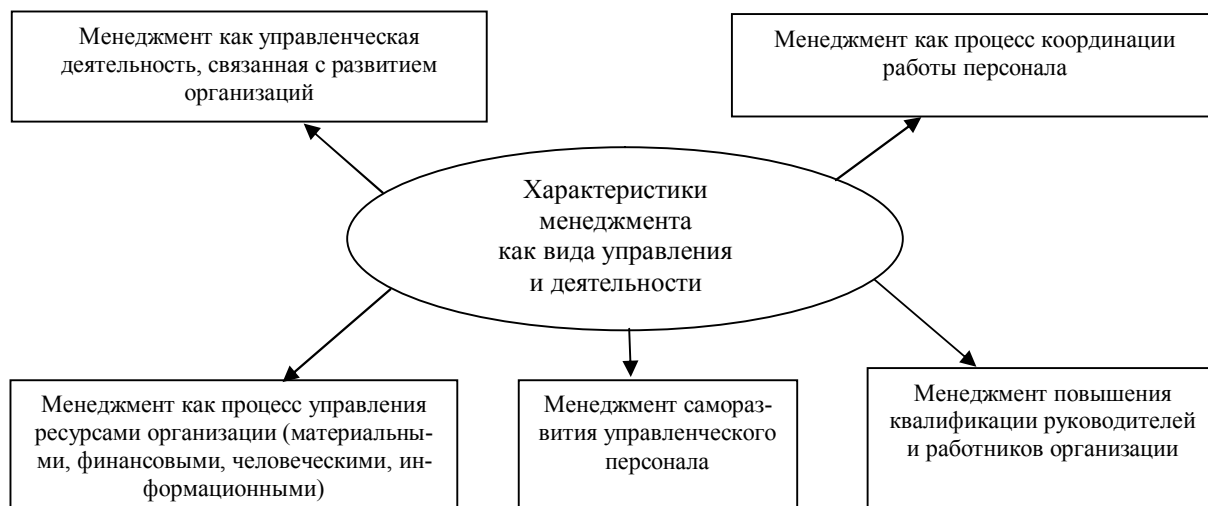 Менеджмент как управленческая
деятельность, связанная с развитием
организаций
Менеджмент как процесс координации
работы персонала
Характеристики
менеджмента
как вида управления
и деятельности
Менеджмент как процесс управления
ресурсами организации (материальны-
ми, финансовыми, человеческими, ин-
формационными)
Менеджмент самораз-
вития управленческого
персонала
Менеджмент повышения
квалификации руководителей
и работников организации